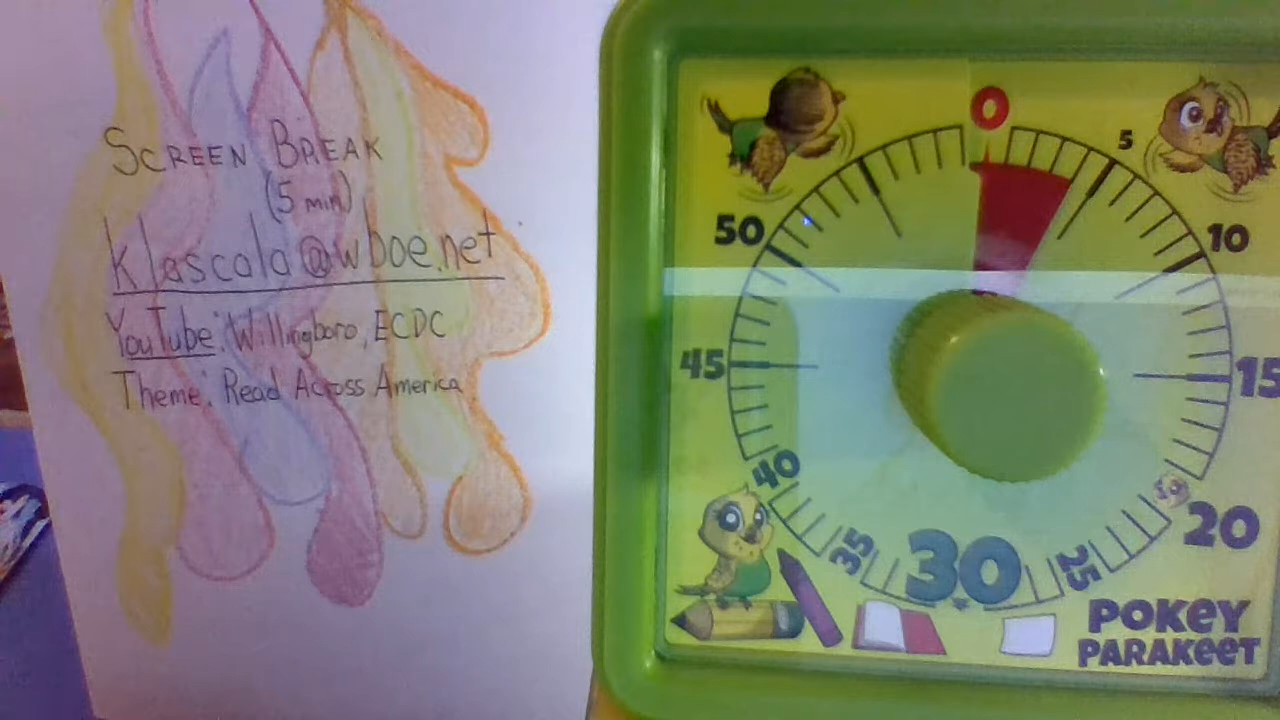 SCREEN BREAK
(5 min)
klascala@wboe.net
YouTube: Willingboro, ECDC
Theme: Read Across America
0
5
10
15
20
25
30
35
40
45
50
POKEY
PARAKEET